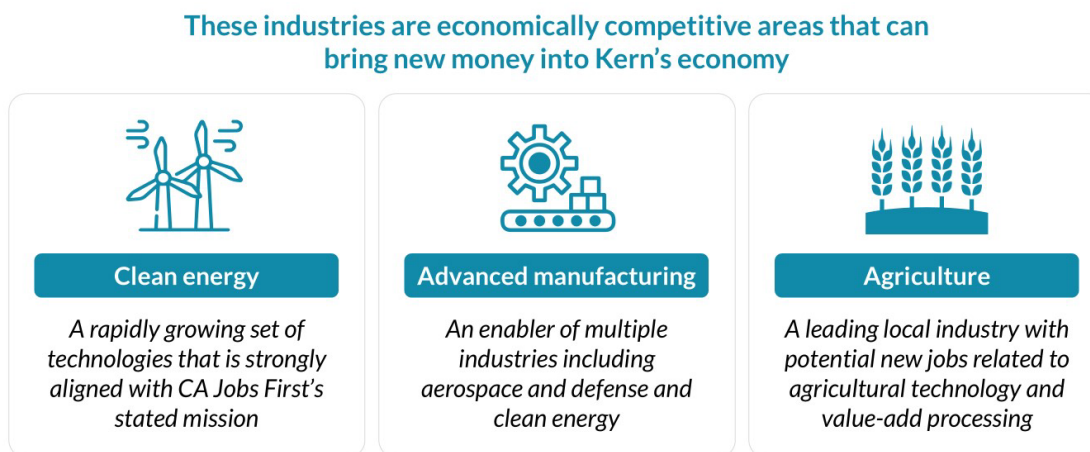 These industries are economically competitive areas that can
bring new money into Kern’s economy
Clean energy
A rapidly growing set of
technologies that is strongly
aligned with CA Jobs First’s
stated mission
Advanced manufacturing
An enabler of multiple
industries including
aerospace and defense and
clean energy
Agriculture
A leading local industry with
potential new jobs related to
agricultural technology and
value-add processing